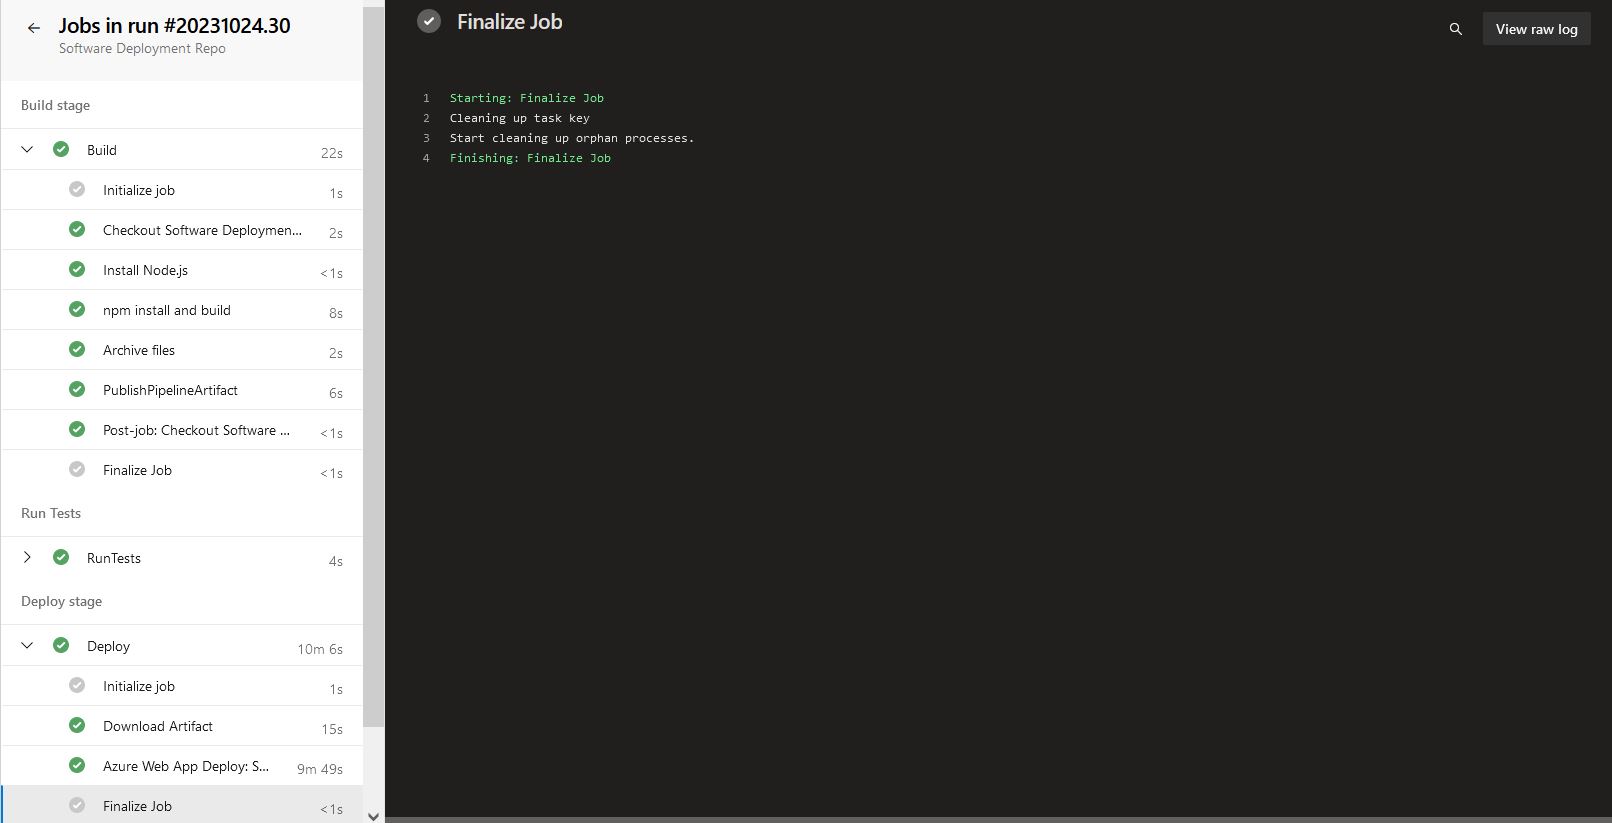 Jobs in run #20231024.30
Software Deployment Repo
Build stage
Build 22s
Initialize job 1s
Checkout Software Deploymen... 2s
Install Node.js <1s
npm install and build 8s
Archive files 2s
PublishPipelineArtifact 6s
Post-job: Checkout Software ... <1s
Finalize Job <1s
Run Tests
RunTests 4s
Deploy stage
Deploy 10m 6s
Initialize job 1s
Download Artifact 15s
Azure Web App Deploy: S... 9m 49s
Finalize Job <1s
Finalize Job
View raw log
1 Starting: Finalize Job
2 Cleaning up task key
3 Start cleaning up orphan processes.
4 Finishing: Finalize Job